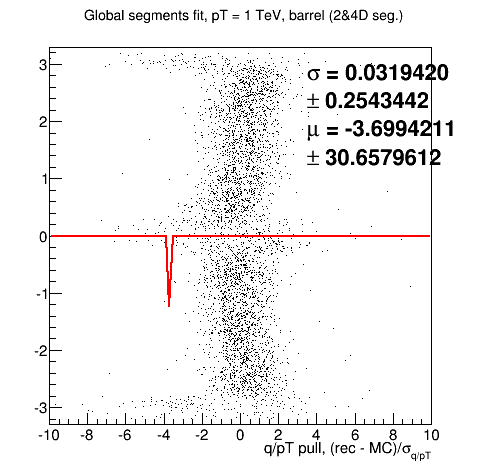 Global segments fit, pT = 1 TeV, barrel (2&4D seg.)
σ = 0.0319420
± 0.2543442
μ = -3.6994211
± 30.6579612
3
2
1
0
-1
-2
-3
-10 -8 -6 -4 -2 0 2 4 6 8 10
q/pT pull, (rec - MC)/σq/pT